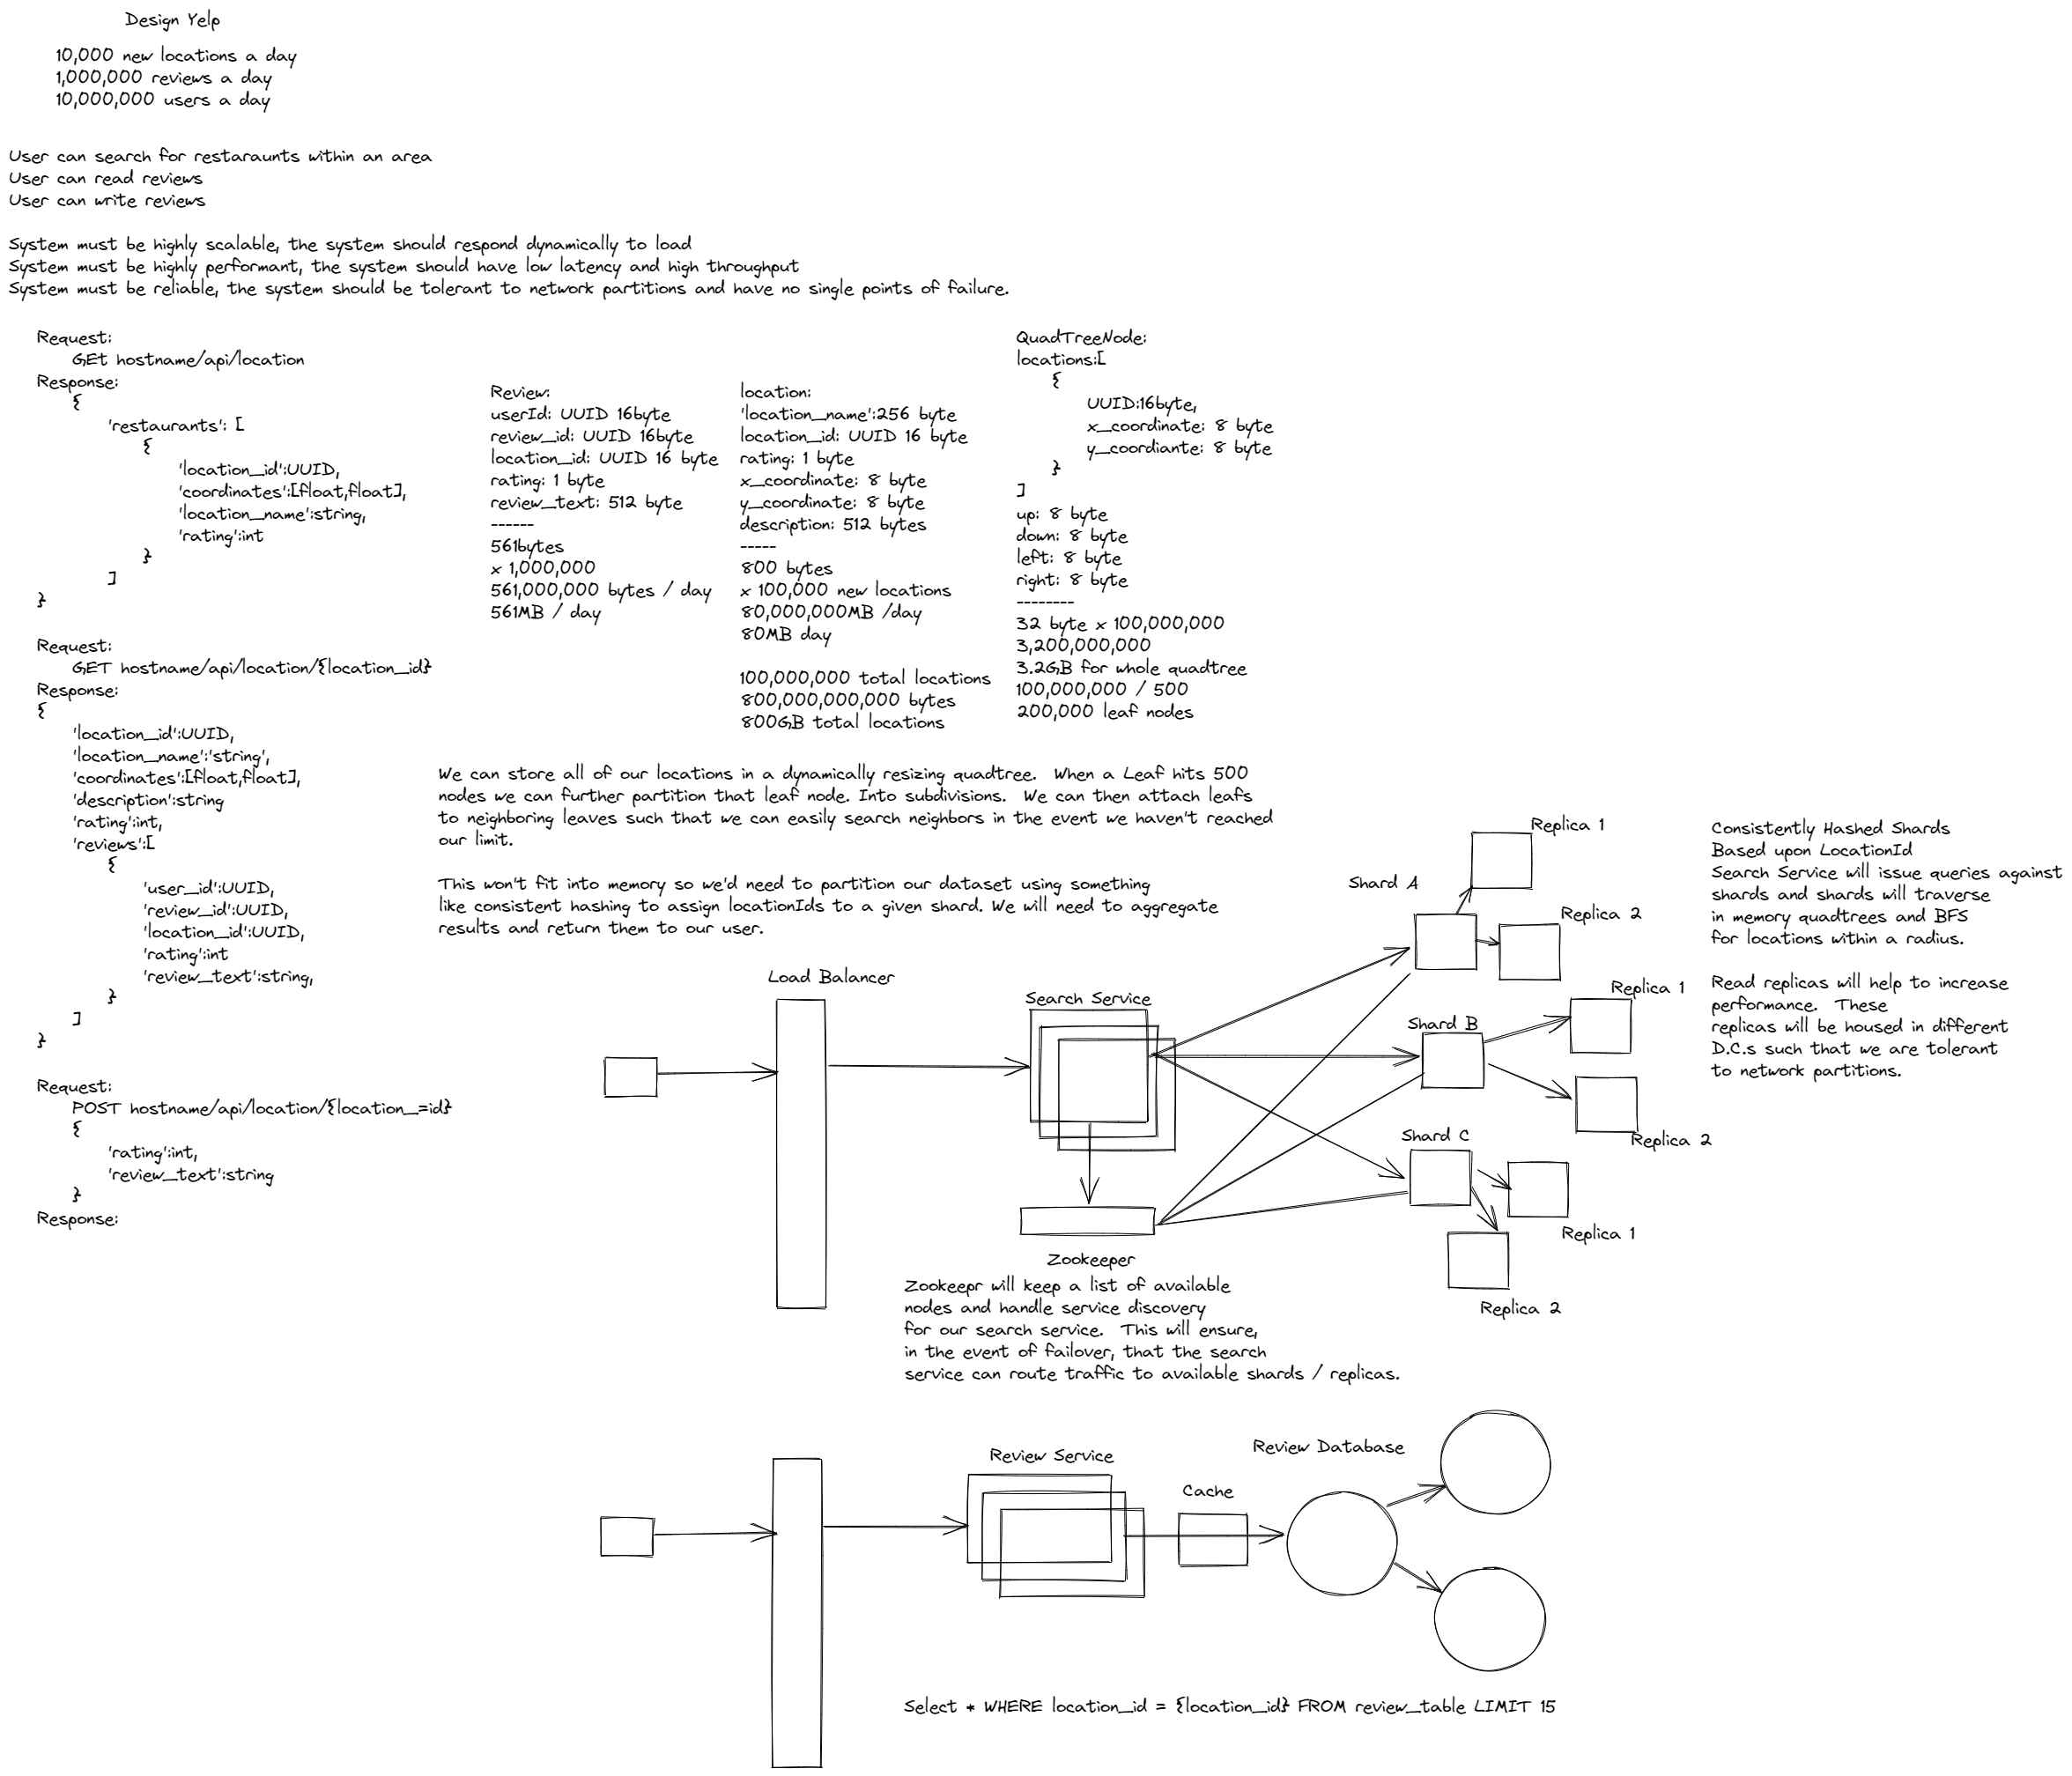 Design Yelp
10,000 new locations a day
1,000,000 reviews a day
10,000,000 users a day
User can search for restaraunts within an area
User can read reviews
User can write reviews
System must be highly scalable, the system should respond dynamically to load
System must be highly performant, the system should have low latency and high throughput
System must be reliable, the system should be tolerant to network partitions and have no single points of failure.
Request:
GEt hostname/api/location
Response:
{
'restaurants': [
{
'location_id':UUID,
'coordinates':[float,float],
'location_name':string,
'rating':int
}
]
}
Request:
GET hostname/api/location/{location_id}
Response:
{
'location_id':UUID,
'location_name':'string',
'coordinates':[float,float],
'description':string
'rating':int,
'reviews':[
{
'user_id':UUID,
'review_id':UUID,
'location_id':UUID,
'rating':int
'review_text':string,
}
]
}
Request:
POST hostname/api/location/{location_=id}
{
'rating':int,
'review_text':string
}
Response:
Review:
userId: UUID 16byte
review_id: UUID 16byte
location_id: UUID 16 byte
rating: 1 byte
review_text: 512 byte
------
561bytes
x 1,000,000
561,000,000 bytes / day
561MB / day
location:
'location_name':256 byte
location_id: UUID 16 byte
rating: 1 byte
x_coordinate: 8 byte
y_coordinate: 8 byte
description: 512 bytes
-----
800 bytes
x 100,000 new locations
80,000,000MB /day
80MB day
100,000,000 total locations
800,000,000,000 bytes
800GB total locations
QuadTreeNode:
locations:[
{
UUID:16byte,
x_coordinate: 8 byte
y_coordiante: 8 byte
}
]
up: 8 byte
down: 8 byte
left: 8 byte
right: 8 byte
--------
32 byte x 100,000,000
3,200,000,000
3.2GB for whole quadtree
100,000,000 / 500
200,000 leaf nodes
We can store all of our locations in a dynamically resizing quadtree. When a Leaf hits 500
nodes we can further partition that leaf node. Into subdivisions. We can then attach leafs
to neighboring leaves such that we can easily search neighbors in the event we haven't reached
our limit.
This won't fit into memory so we'd need to partition our dataset using something
like consistent hashing to assign locationIds to a given shard. We will need to aggregate
results and return them to our user.
Load Balancer
Search Service
Shard A
Replica 1
Replica 2
Shard B
Replica 1
Replica 2
Shard C
Replica 1
Replica 2
Consistently Hashed Shards
Based upon LocationId
Search Service will issue queries against
shards and shards will traverse
in memory quadtrees and BFS
for locations within a radius.
Read replicas will help to increase
performance. These
replicas will be housed in different
D.C.s such that we are tolerant
to network partitions.
Zookeeper
Zookeepr will keep a list of available
nodes and handle service discovery
for our search service. This will ensure,
in the event of failover, that the search
service can route traffic to available shards / replicas.
Review Service
Cache
Review Database
Select * WHERE location_id = {location_id} FROM review_table LIMIT 15